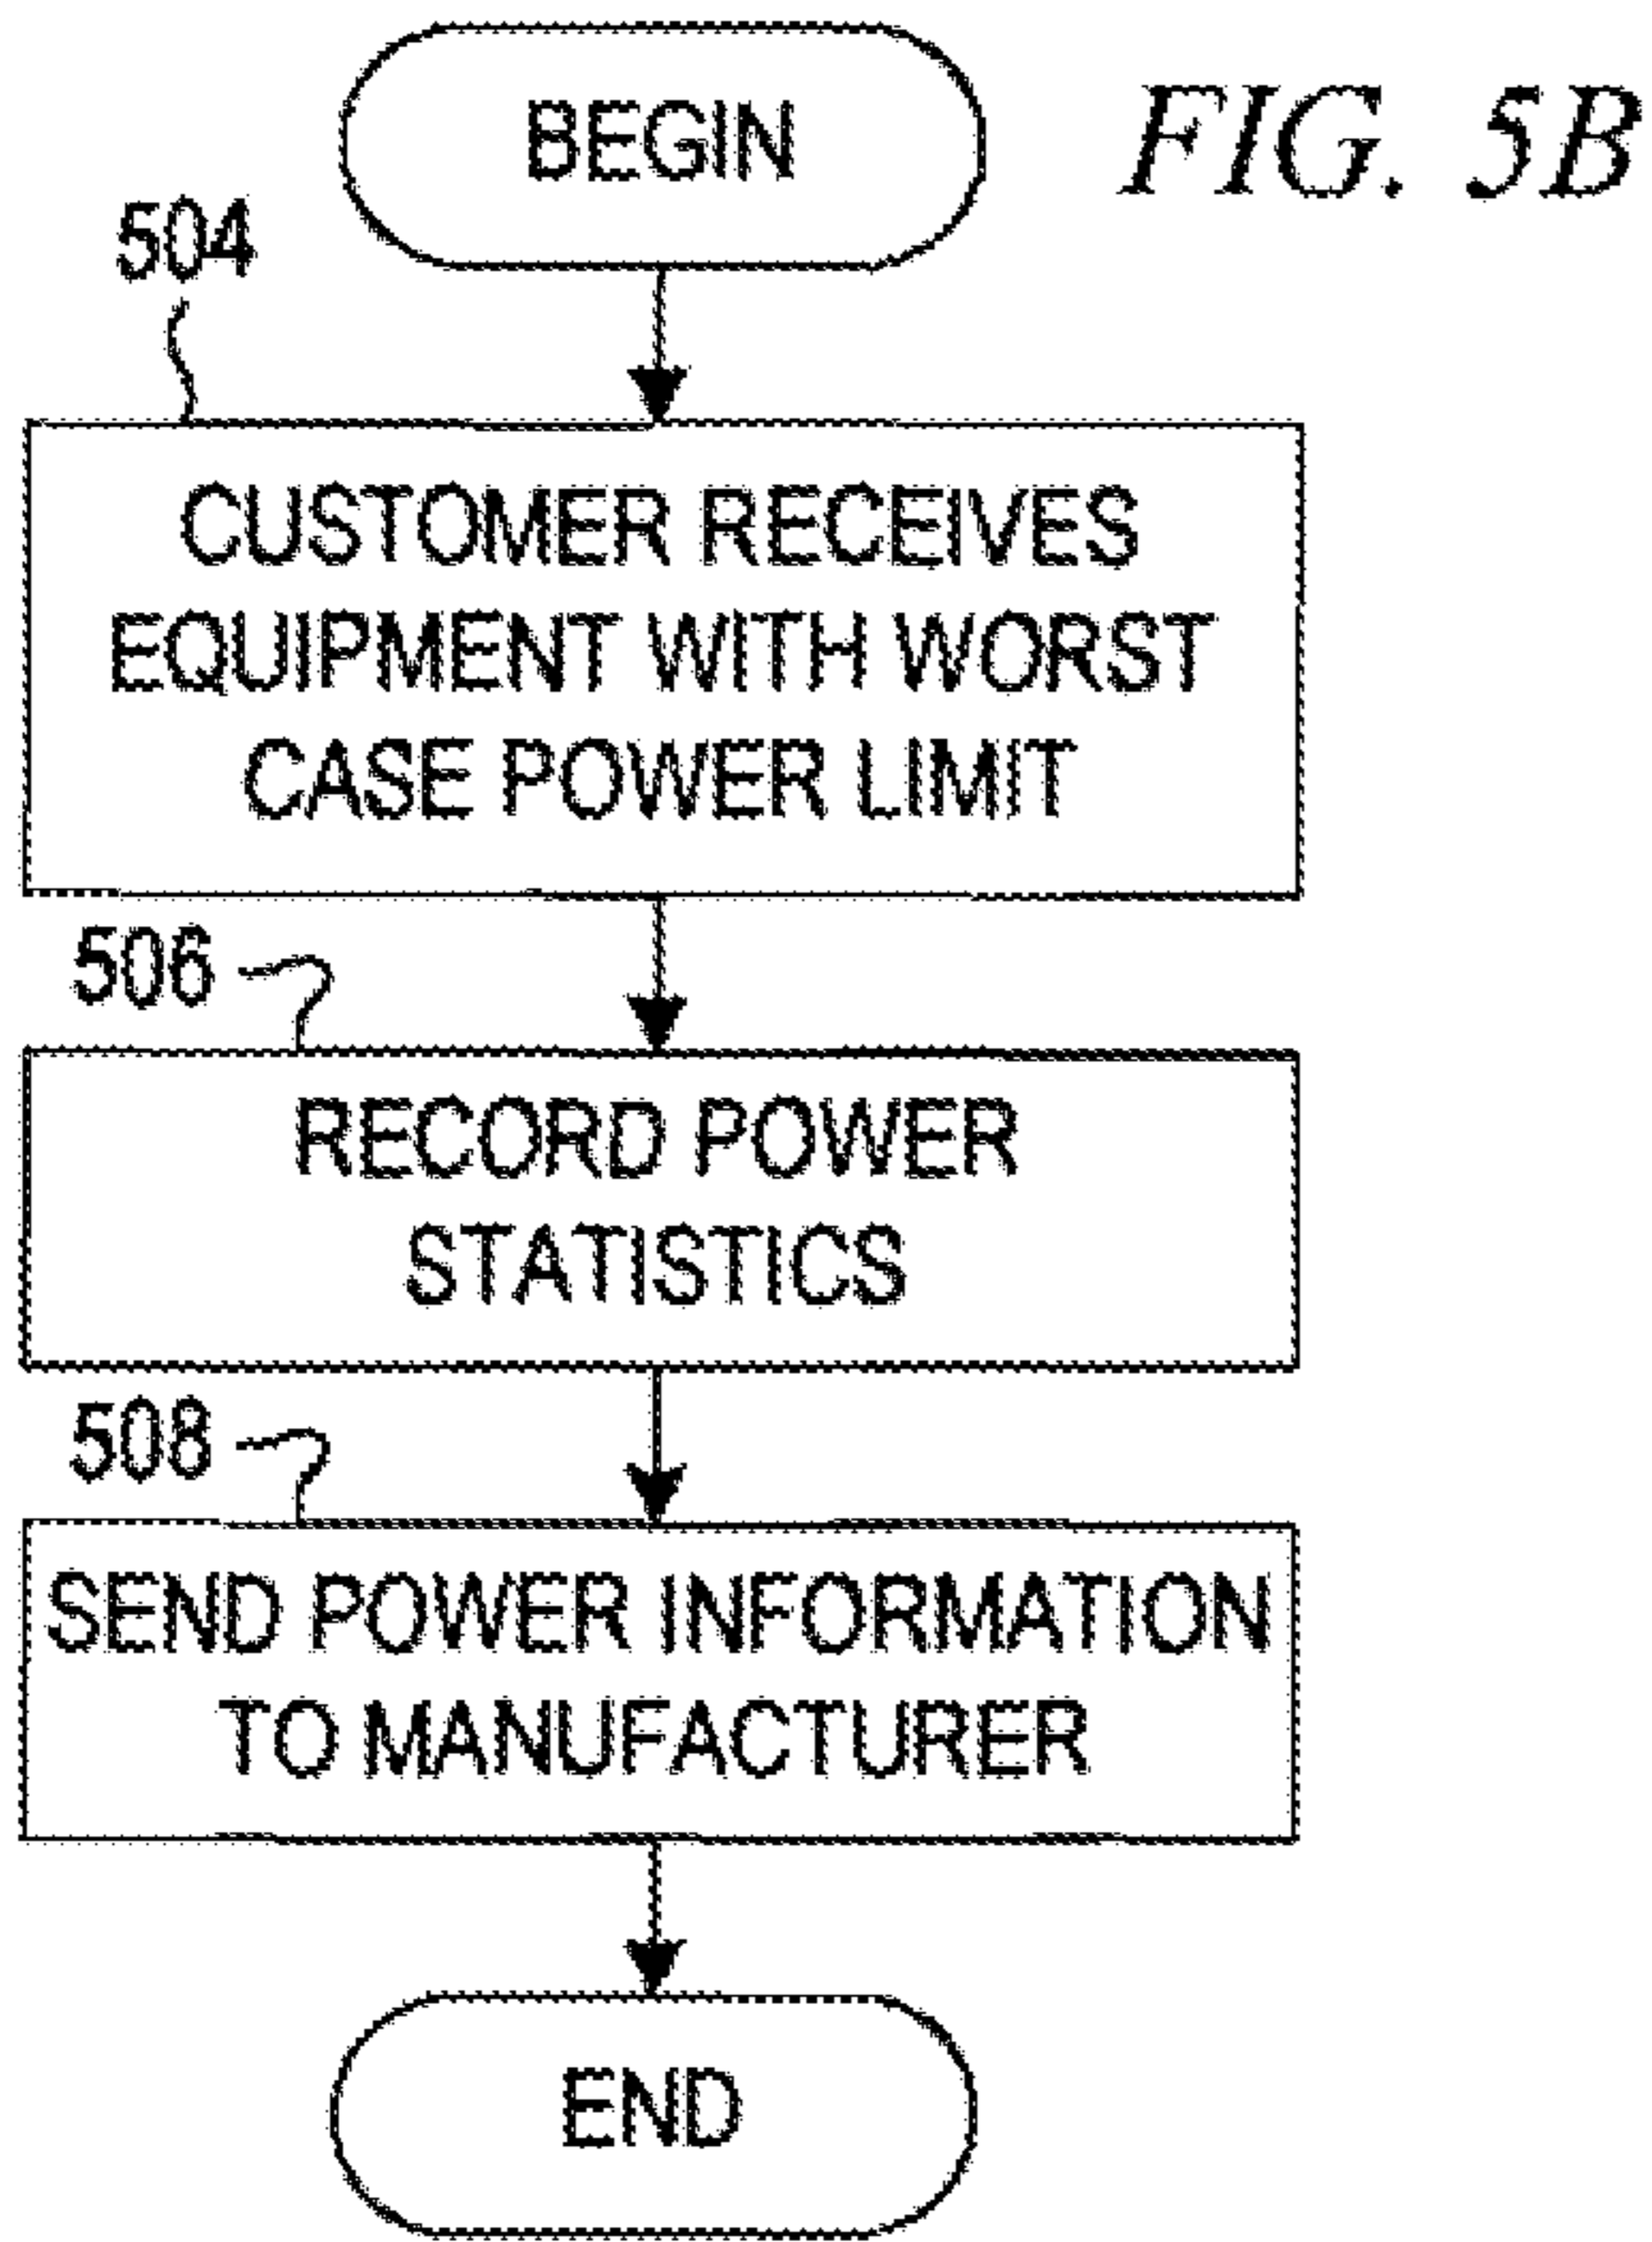 BEGIN
FIG. 5B
504
CUSTOMER RECEIVES
EQUIPMENT WITH WORST
CASE POWER LIMIT
506
RECORD POWER
STATISTICS
508
SEND POWER INFORMATION
TO MANUFACTURER
END